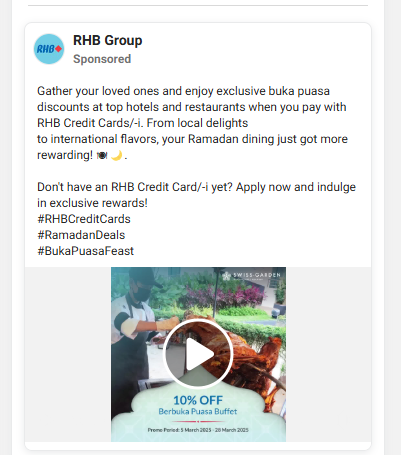 RHB
RHB Group
Sponsored
Gather your loved ones and enjoy exclusive buka puasa
discounts at top hotels and restaurants when you pay with
RHB Credit Cards/-i. From local delights
to international flavors, your Ramadan dining just got more
rewarding! 🍽️ 🌙 .
Don't have an RHB Credit Card/-i yet? Apply now and indulge
in exclusive rewards!
#RHBCreditCards
#RamadanDeals
#BukaPuasaFeast
SWISS-GARDEN
10% OFF
Berbuka Puasa Buffet
Promo Period: 5 March 2025 - 28 March 2025